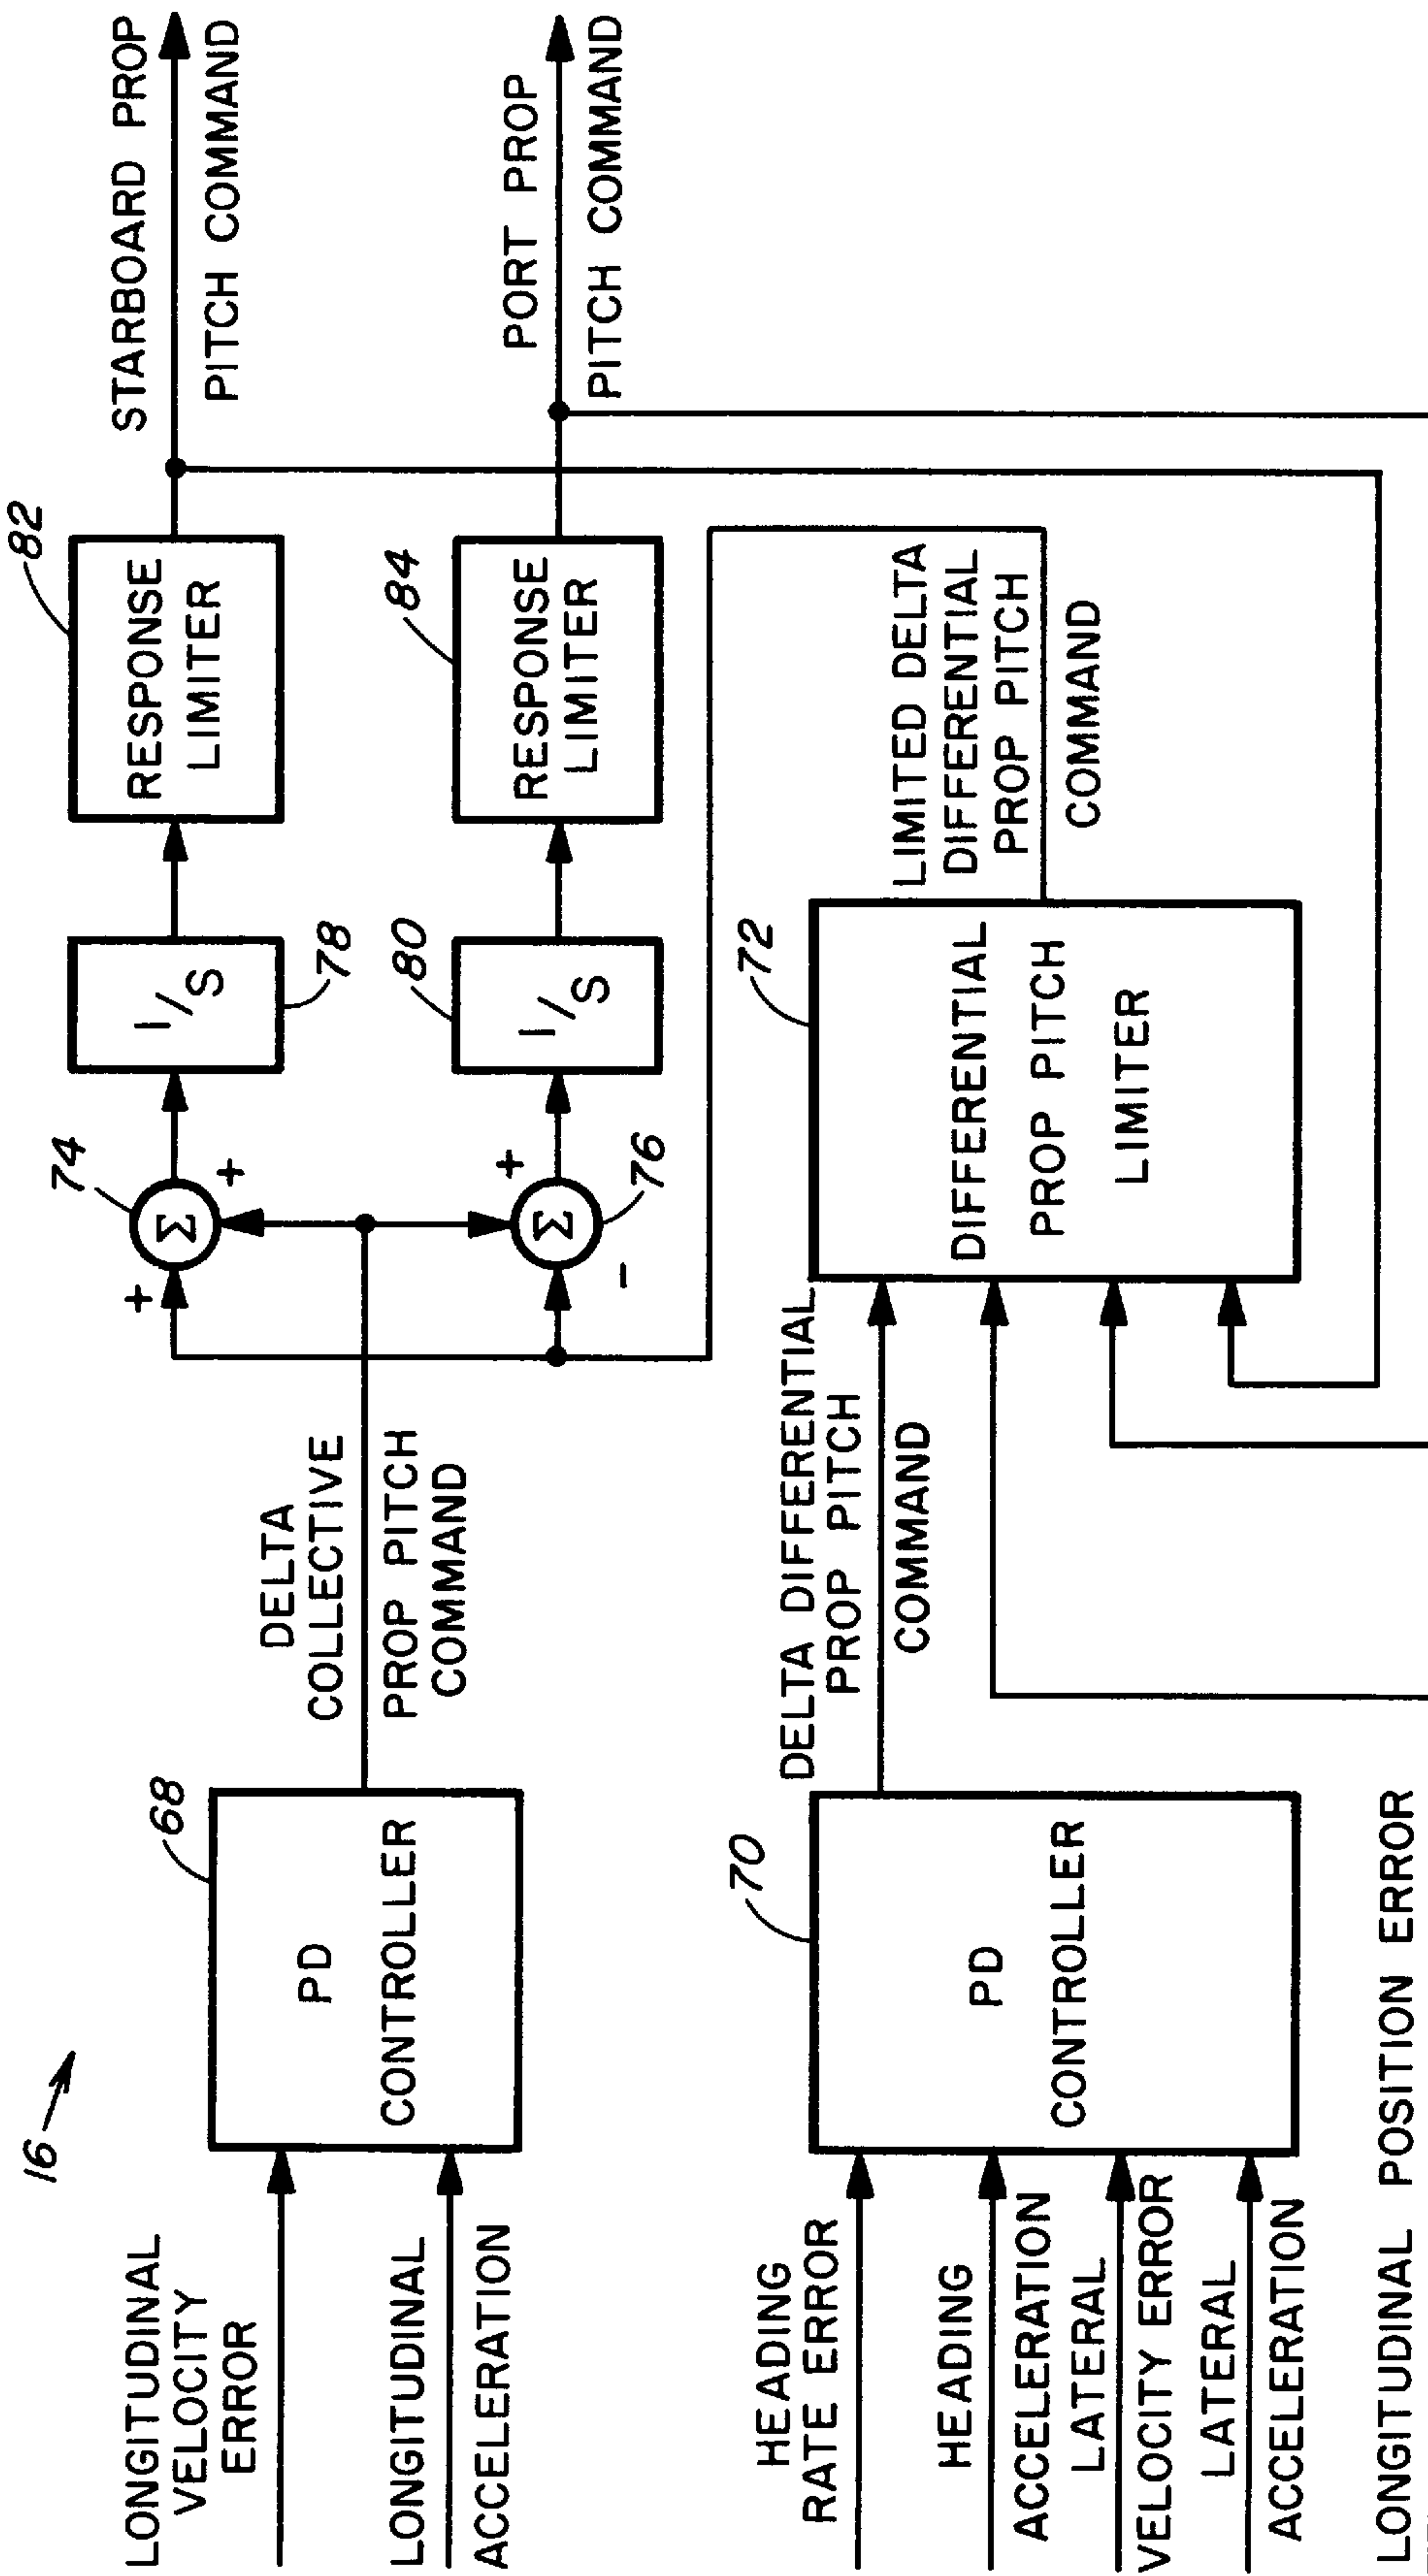 16
LONGITUDINAL
VELOCITY
ERROR
LONGITUDINAL
ACCELERATION
68
PD
CONTROLLER
DELTA
COLLECTIVE
PROP PITCH
COMMAND
74
Σ
+
+
76
Σ
+
−
1/S
78
1/S
80
82
RESPONSE
LIMITER
84
RESPONSE
LIMITER
STARBOARD PROP
PITCH COMMAND
PORT PROP
PITCH COMMAND
HEADING
RATE ERROR
HEADING
ACCELERATION
LATERAL
VELOCITY ERROR
LATERAL
ACCELERATION
70
PD
CONTROLLER
DELTA DIFFERENTIAL
PROP PITCH
COMMAND
72
DIFFERENTIAL
PROP PITCH
LIMITER
LIMITED DELTA
DIFFERENTIAL
PROP PITCH
COMMAND
LONGITUDINAL POSITION ERROR